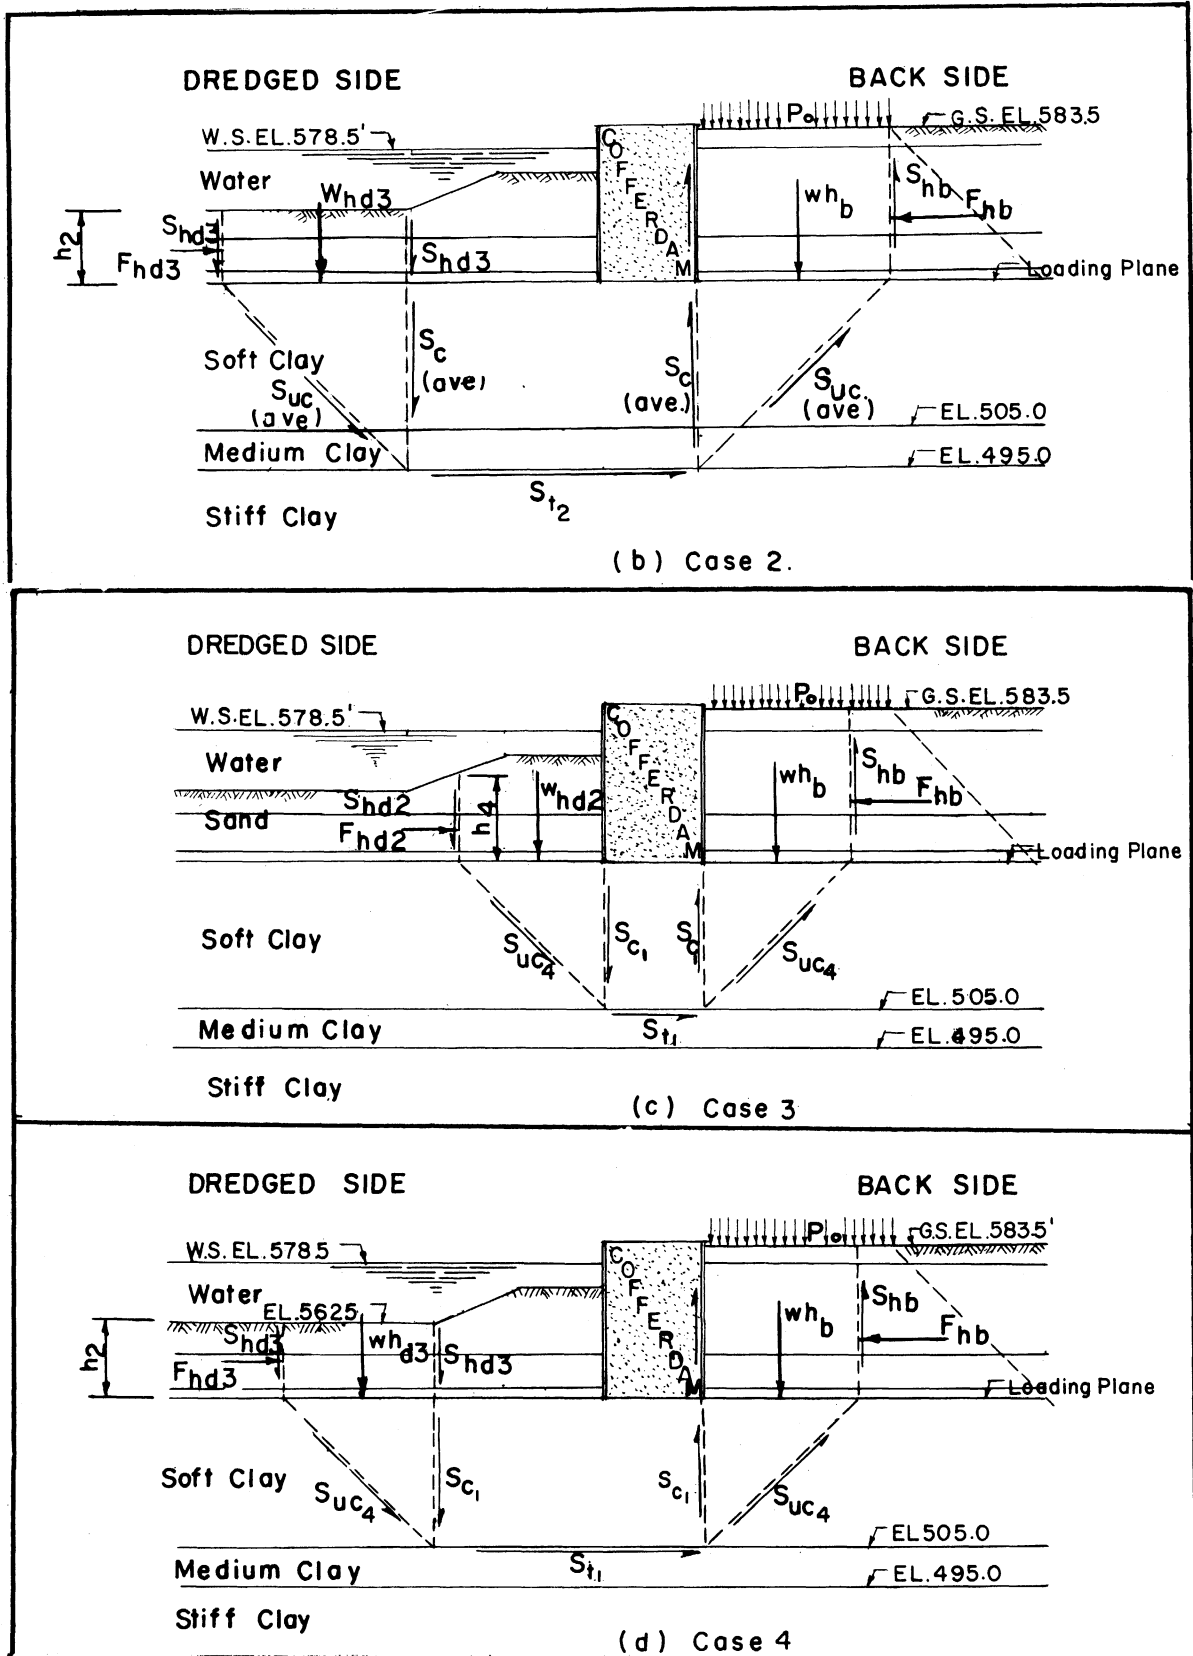 DREDGED SIDE
BACK SIDE
Po
G.S.EL.583.5
W.S.EL.578.5'
COFFERDAM
Water
Whd3
Shb
whb
Fhb
h2
Shd3
Fhd3
Shd3
Loading Plane
Soft Clay
Sc
(ave)
Sc
(ave.)
Suc
(ave)
Suc.
(ave)
EL.505.0
Medium Clay
EL.495.0
St2
Stiff Clay
(b) Case 2.
DREDGED SIDE
BACK SIDE
Po
G.S.EL.583.5
W.S.EL.578.5'
COFFERDAM
Water
Shb
whb
Fhb
Shd2
whd2
h4
Sand
Fhd2
Loading Plane
Soft Clay
Suc4
Sc1
Sc1
Suc4
EL.505.0
Medium Clay
St1
EL.495.0
Stiff Clay
(c) Case 3
DREDGED SIDE
BACK SIDE
Po
G.S.EL.583.5'
W.S.EL.578.5
COFFERDAM
Water
EL.562.5
Shb
whb
Fhb
h2
Shd3
whd3
Shd3
Fhd3
Loading Plane
Soft Clay
Suc4
Sc1
Sc1
Suc4
EL505.0
Medium Clay
St1
EL.495.0
Stiff Clay
(d) Case 4